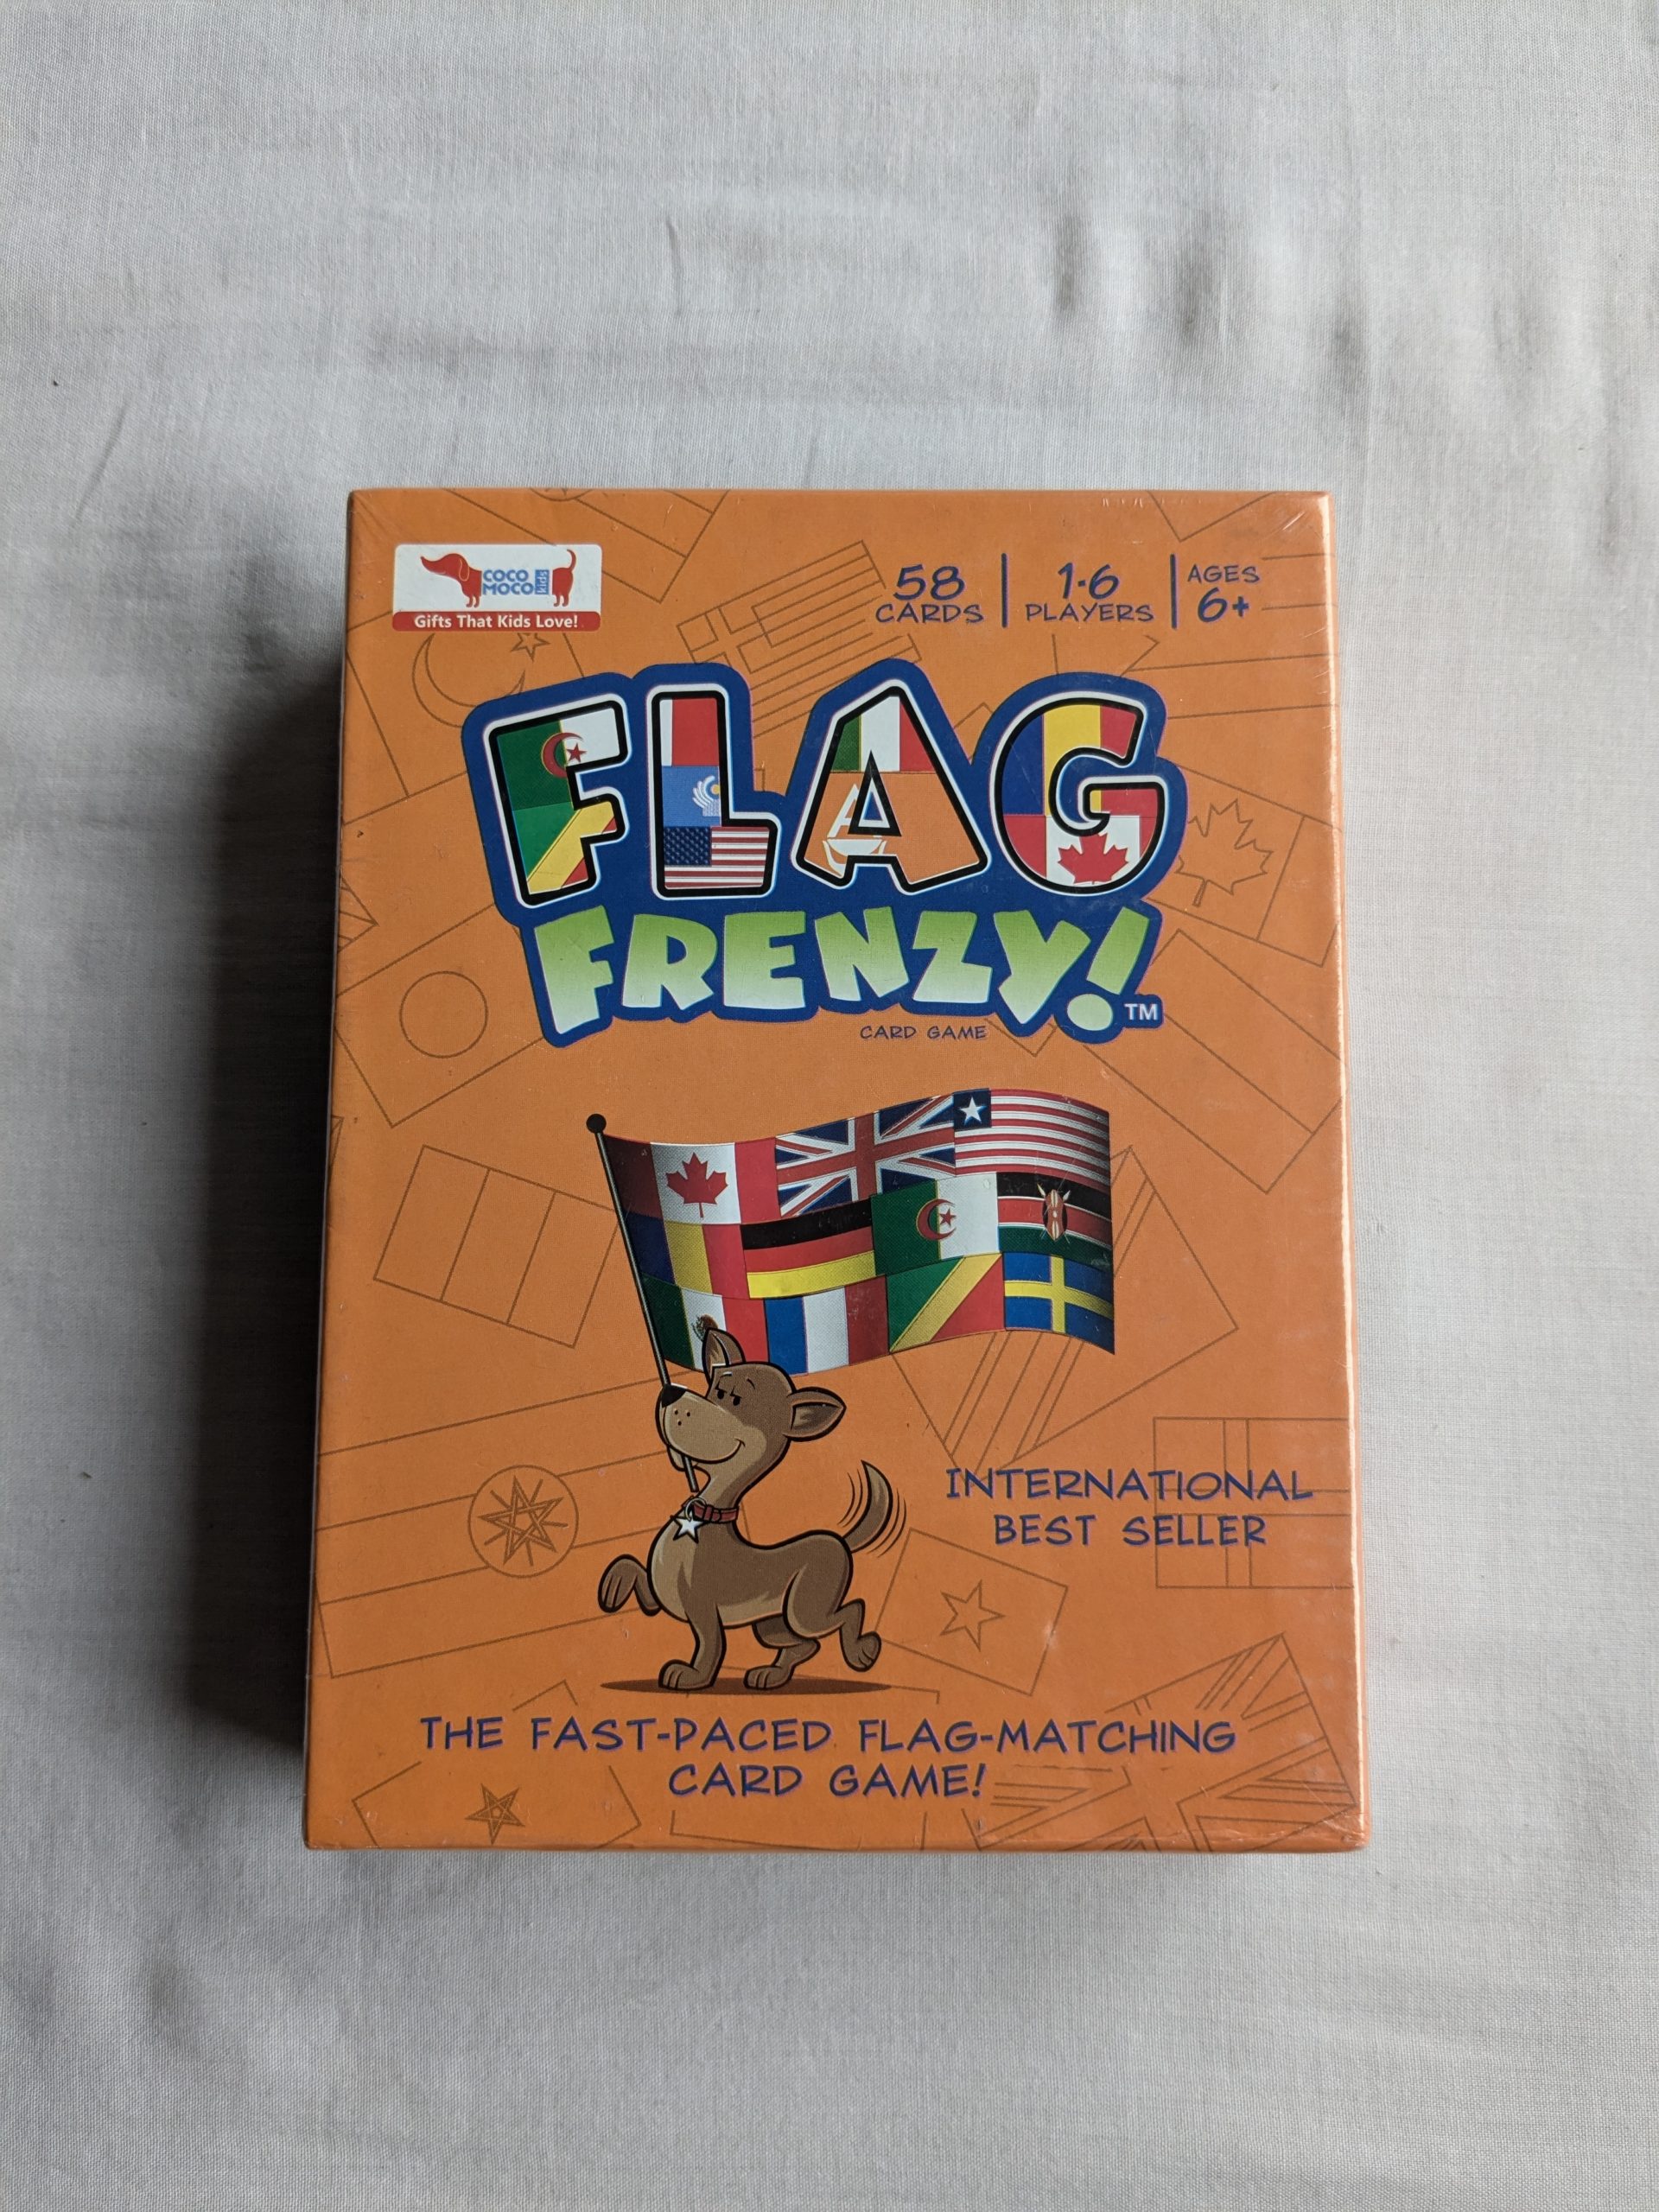 COCO
MOCO kids
Gifts That Kids Love!
58
CARDS
1-6
PLAYERS
AGES
6+
FLAG
FRENZY!™
CARD GAME
INTERNATIONAL
BEST SELLER
THE FAST-PACED FLAG-MATCHING
CARD GAME!